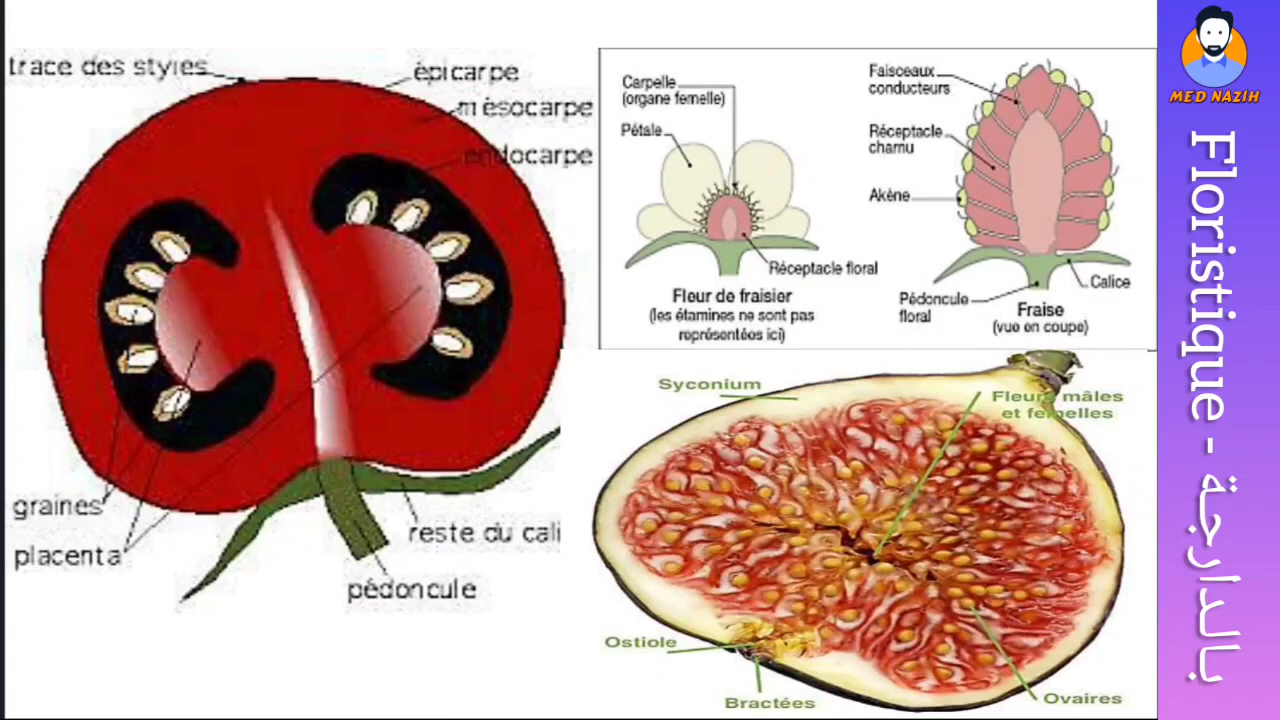 trace des styles
épicarpe
mésocarpe
endocarpe
graines
placenta
reste du cali
pédoncule
Carpelle
(organe femelle)
Pétale
Réceptacle floral
Fleur de fraisier
(les étamines ne sont pas
représentées ici)
Faisceaux
conducteurs
Réceptacle
charnu
Akène
Pédoncule
floral
Calice
Fraise
(vue en coupe)
Syconium
Fleurs mâles
et femelles
Ostiole
Bractées
Ovaires
MED NAZIH
Floristique - بالدارجة